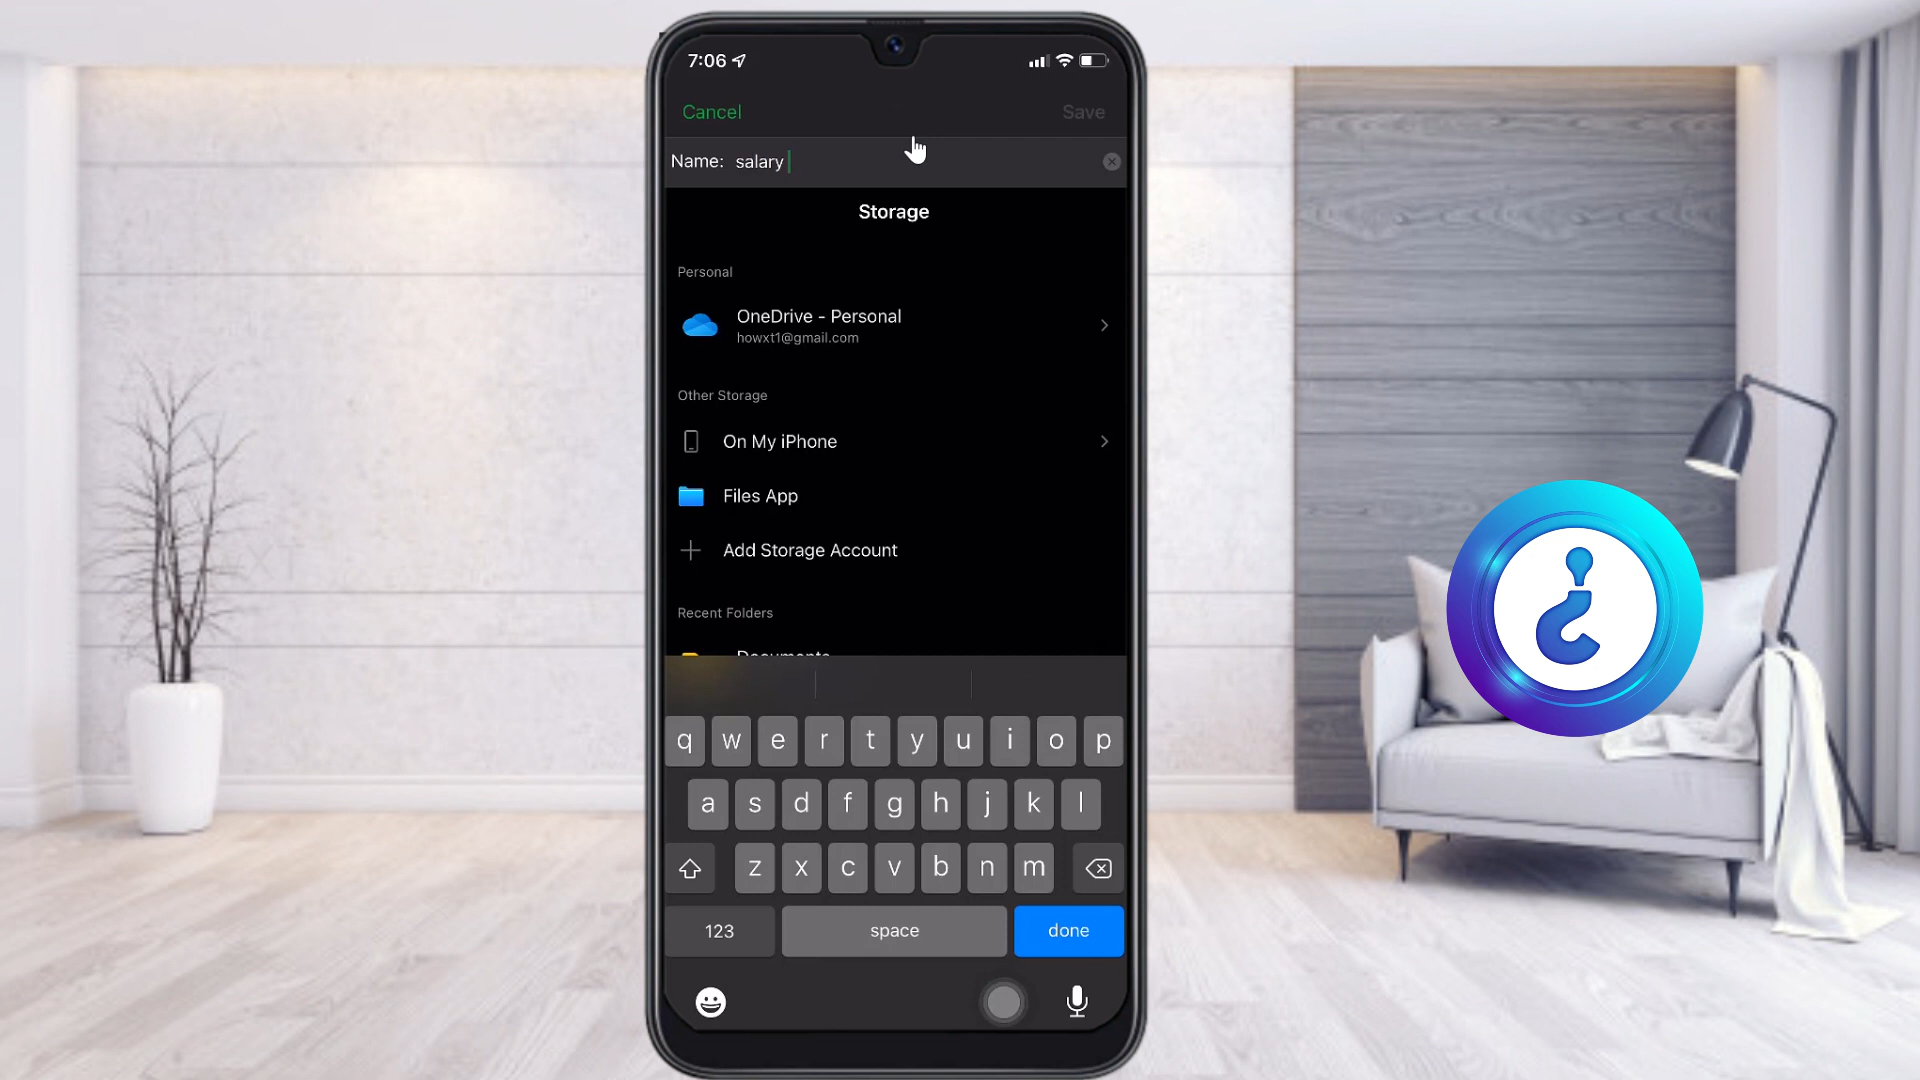 7:06
Cancel
Save
Name: salary
Storage
Personal
OneDrive - Personal
howxt1@gmail.com
Other Storage
On My iPhone
Files App
Add Storage Account
Recent Folders
Documents
q w e r t y u i o p
a s d f g h j k l
z x c v b n m
123
space
done